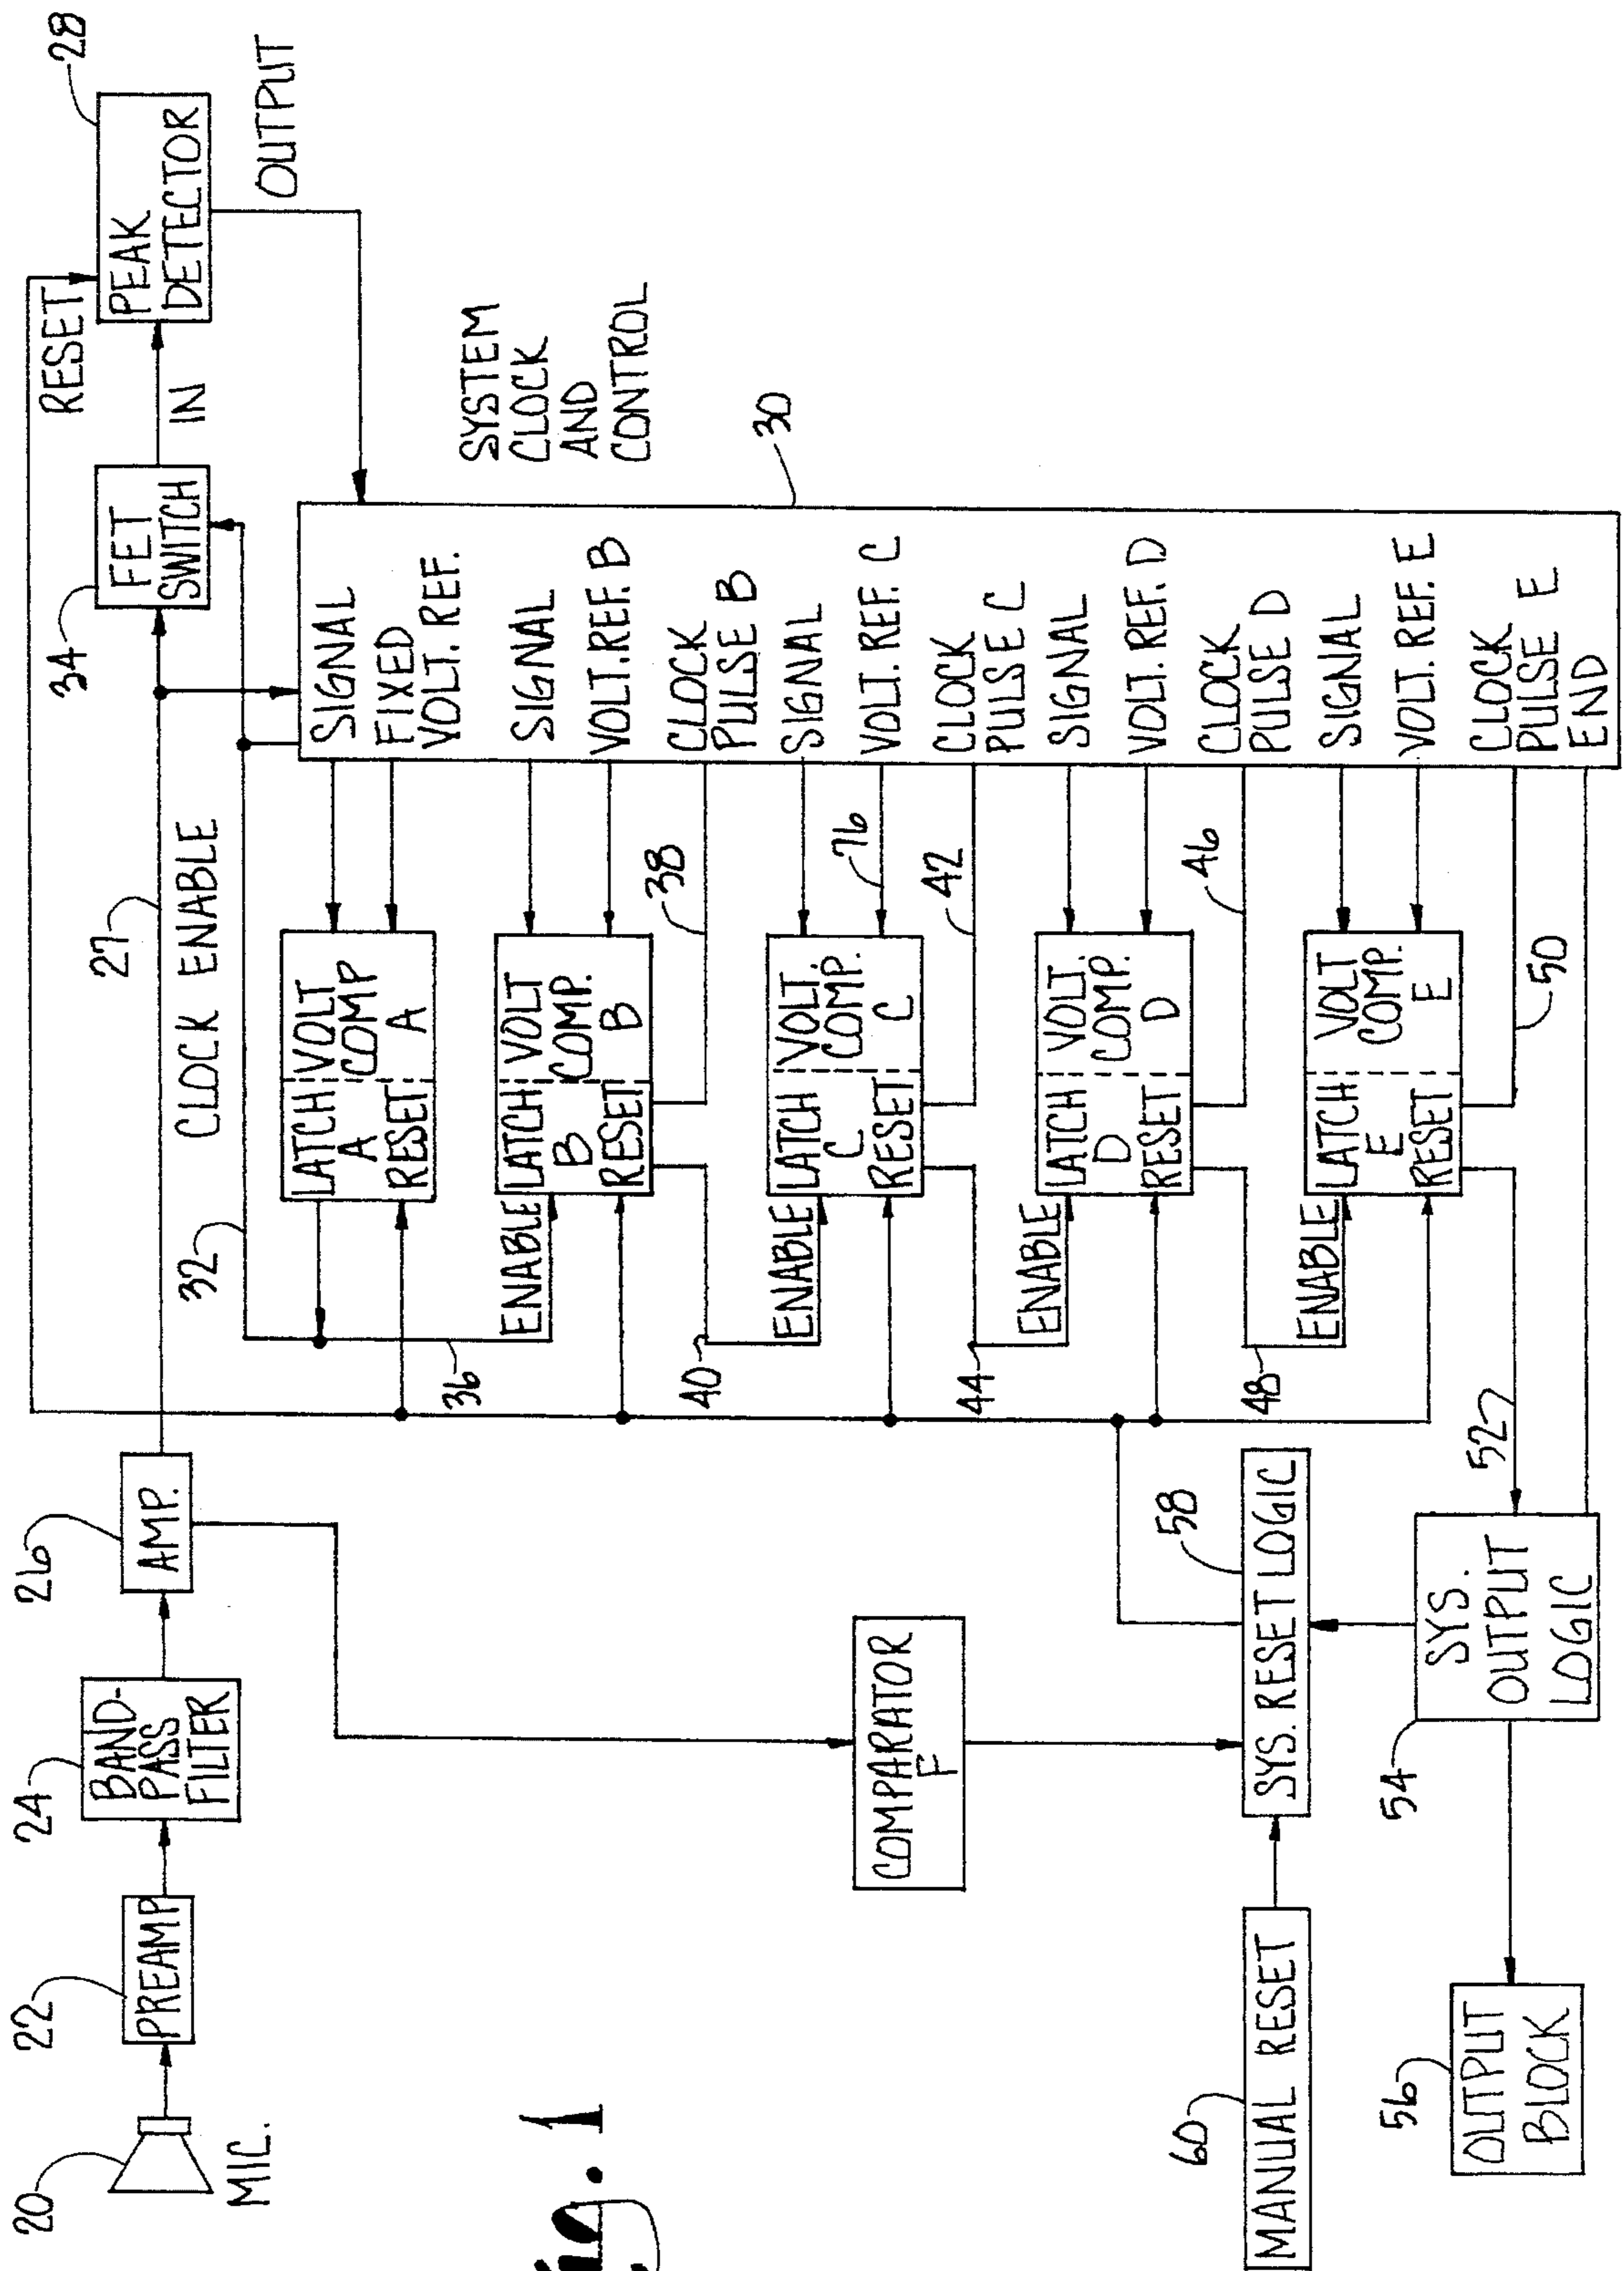 20
MIC.
22
PREAMP
24
BAND-
PASS
FILTER
26
AMP.
27
CLOCK ENABLE
32
34
FET
SWITCH
IN
RESET
PEAK
DETECTOR
28
OUTPUT
SYSTEM
CLOCK
AND
CONTROL
30
SIGNAL
FIXED
VOLT. REF.
SIGNAL
VOLT. REF. B
CLOCK
PULSE B
SIGNAL
VOLT. REF. C
CLOCK
PULSE C
SIGNAL
VOLT. REF. D
CLOCK
PULSE D
SIGNAL
VOLT. REF. E
CLOCK
PULSE E
END
LATCH
A
RESET
VOLT
COMP
A
36
ENABLE
LATCH
B
RESET
VOLT
COMP.
B
38
40
ENABLE
LATCH
C
RESET
VOLT.
COMP.
C
76
42
44
ENABLE
LATCH
D
RESET
VOLT.
COMP.
D
46
48
ENABLE
LATCH
E
RESET
VOLT
COMP.
E
50
52
COMPARATOR
F
58
SYS. RESET LOGIC
60
MANUAL RESET
54
SYS.
OUTPUT
LOGIC
56
OUTPUT
BLOCK
Fig. 1